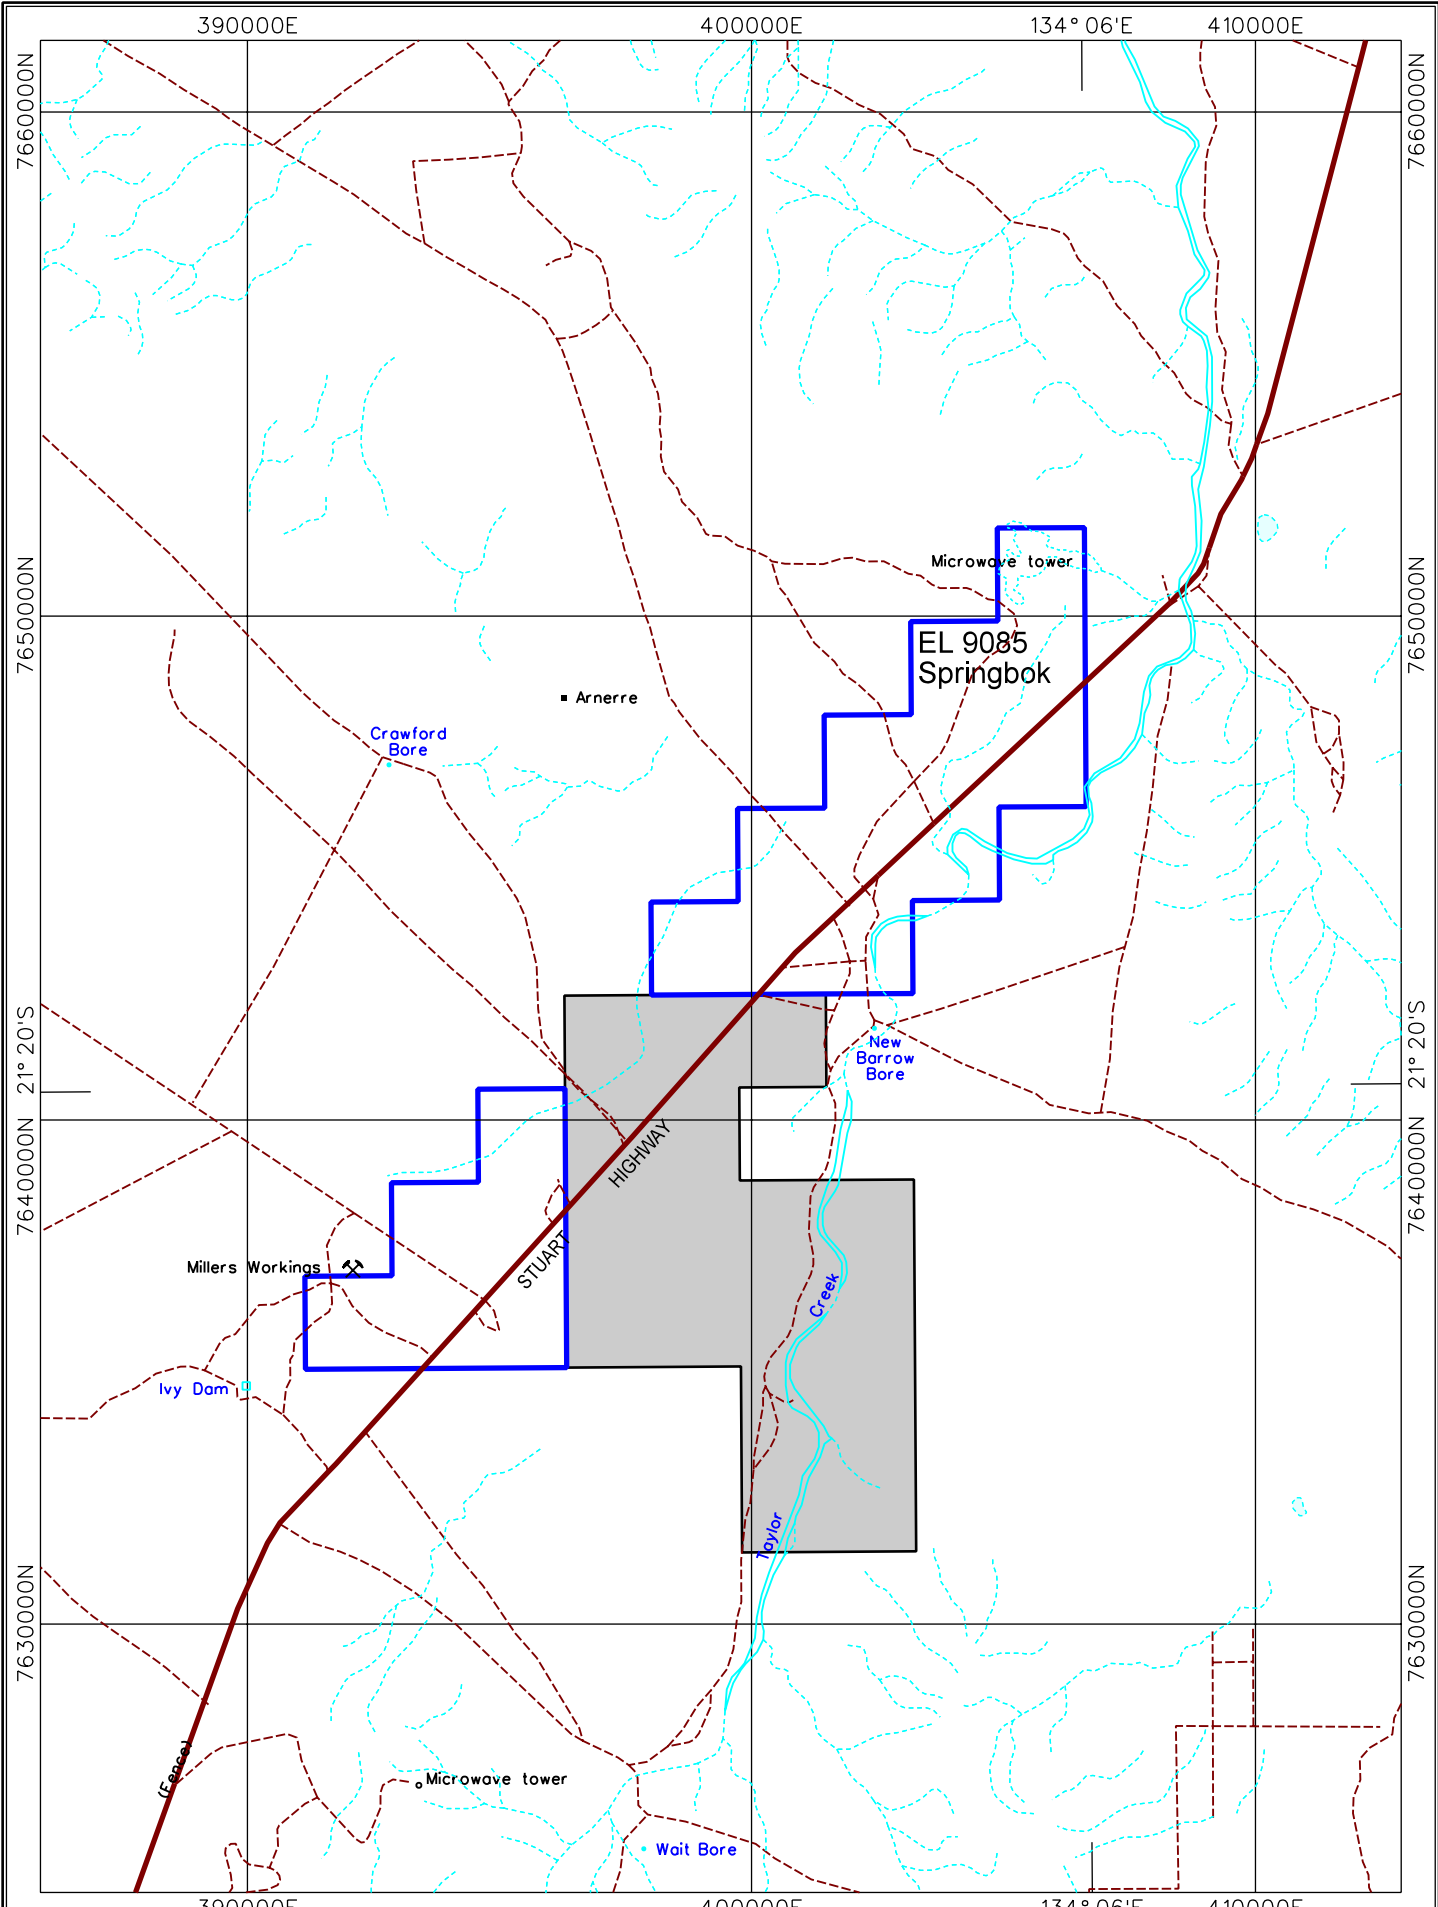 390000E
400000E
134° 06'E
410000E
7660000N
7660000N
Microwave tower
7650000N
7650000N
EL 9085
Springbok
Arnerre
Crawford
Bore
21° 20'S
21° 20'S
New
Barrow
Bore
7640000N
7640000N
HIGHWAY
STUART
Millers Workings
Creek
Ivy Dam
Taylor
7630000N
7630000N
(Fence)
Microwave tower
Wait Bore
390000E
400000E
134° 06'E
410000E